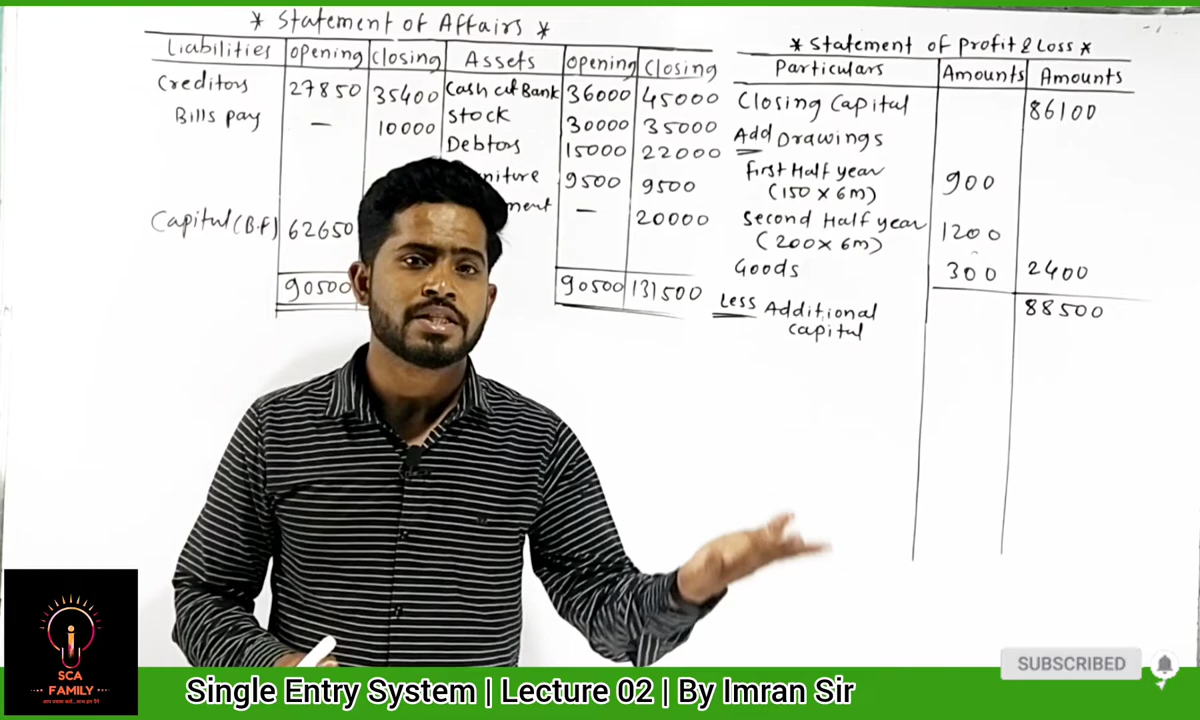 * Statement of Affairs *
Liabilities opening closing Assets opening closing
Creditors 27850 35400 Cash at Bank 36000 45000
Bills pay — 10000 Stock 30000 35000
Debtors 15000 22000
niture 9500 9500
ment — 20000
Capital (B.F) 62650
90500 90500 131500
* Statement of Profit & Loss *
Particulars Amounts Amounts
Closing Capital 86100
Add Drawings
First Half year 900
(150 x 6m)
Second Half year 1200
(200 x 6m)
Goods 300 2400
88500
Less Additional
Capital
SCA
FAMILY
SUBSCRIBED
Single Entry System | Lecture 02 | By Imran Sir